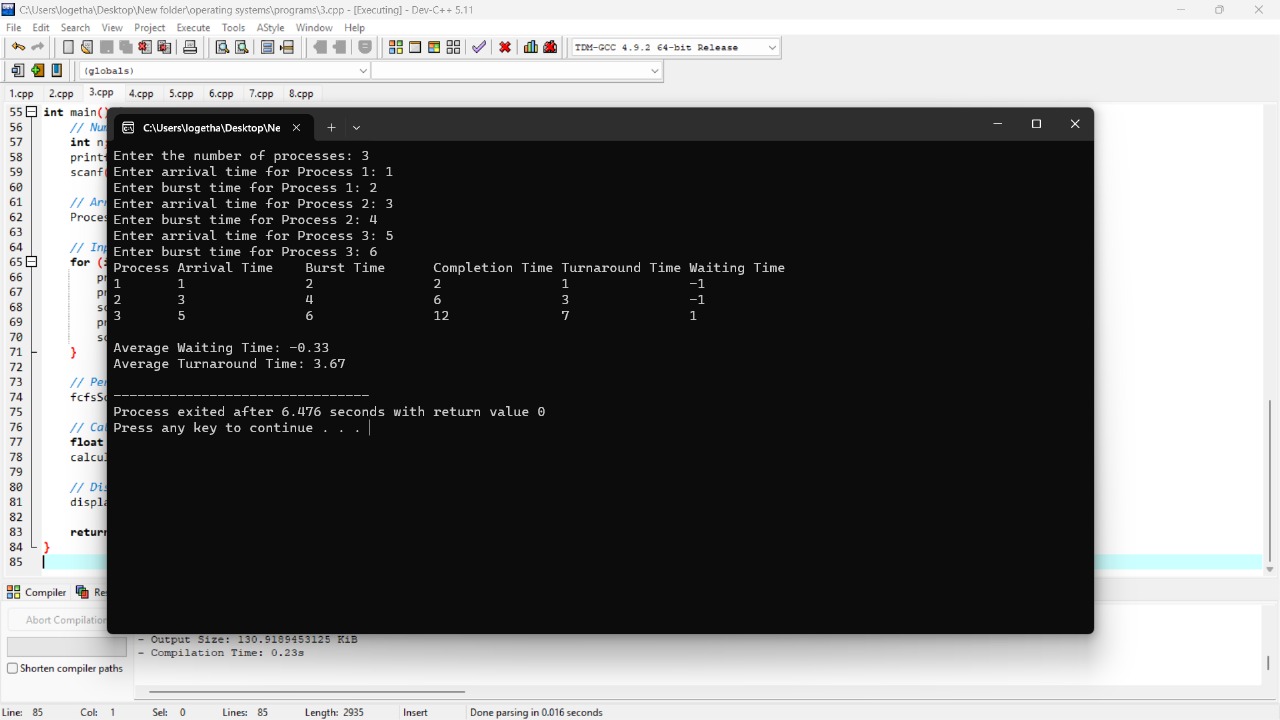 C:\Users\logetha\Desktop\New folder\operating systems\programs\3.cpp - [Executing] - Dev-C++ 5.11
File Edit Search View Project Execute Tools AStyle Window Help
TDM-GCC 4.9.2 64-bit Release
(globals)
1.cpp 2.cpp 3.cpp 4.cpp 5.cpp 6.cpp 7.cpp 8.cpp
C:\Users\logetha\Desktop\Ne
55 int main()
56 // Nu
57 int n
58 print
59 scanf
60
61 // Ar
62 Proces
63
64 // In
65 for (
66 pr
67 pr
68 sc
69 pr
70 sc
71 }
72
73 // Pe
74 fcfsSc
75
76 // Ca
77 float
78 calcul
79
80 // Di
81 displa
82
83 return
84 }
85
Enter the number of processes: 3
Enter arrival time for Process 1: 1
Enter burst time for Process 1: 2
Enter arrival time for Process 2: 3
Enter burst time for Process 2: 4
Enter arrival time for Process 3: 5
Enter burst time for Process 3: 6
Process Arrival Time Burst Time Completion Time Turnaround Time Waiting Time
1 1 2 2 1 -1
2 3 4 6 3 -1
3 5 6 12 7 1
Average Waiting Time: -0.33
Average Turnaround Time: 3.67
--------------------------------
Process exited after 6.476 seconds with return value 0
Press any key to continue . . .
Compiler Re
Abort Compilation
Shorten compiler paths
- Output Size: 130.9189453125 KiB
- Compilation Time: 0.23s
Line: 85 Col: 1 Sel: 0 Lines: 85 Length: 2935 Insert Done parsing in 0.016 seconds